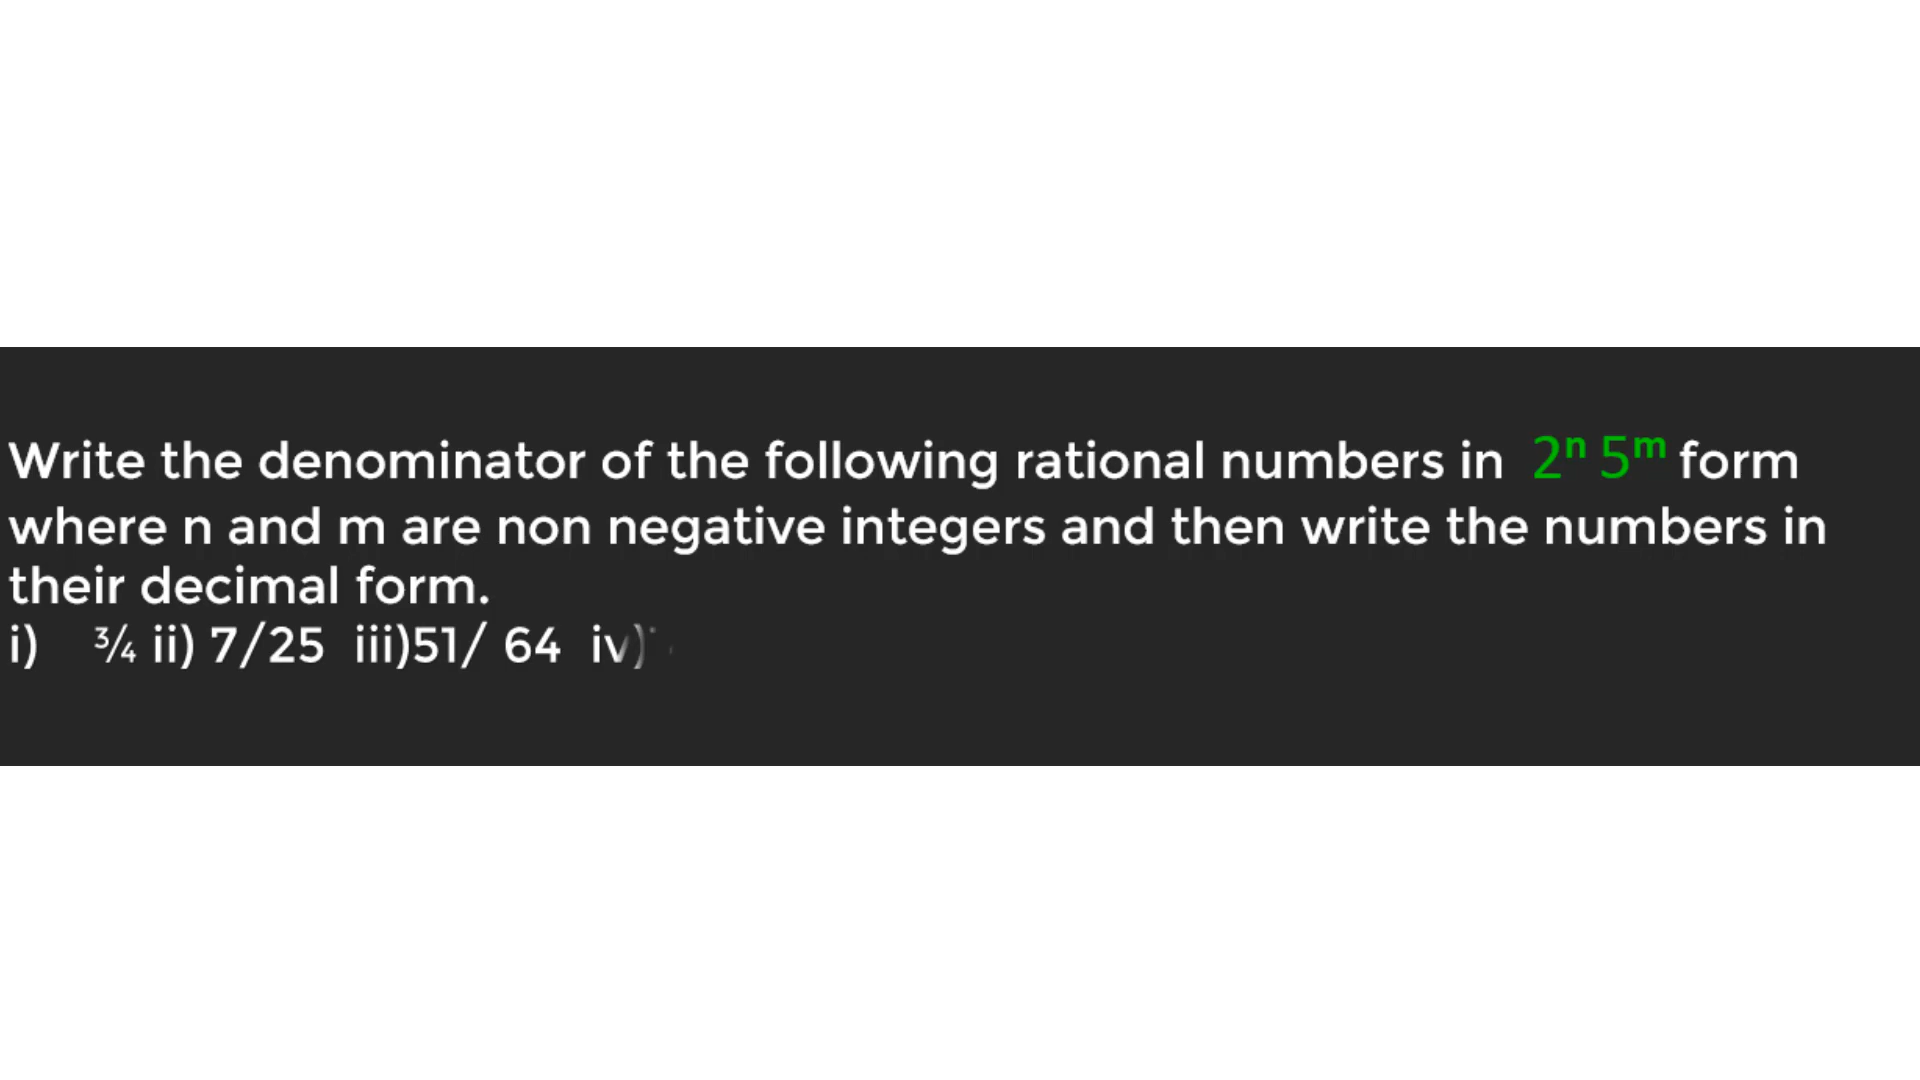 Write the denominator of the following rational numbers in 2ⁿ 5ᵐ form
where n and m are non negative integers and then write the numbers in
their decimal form.
i) ¾ ii) 7/25 iii)51/ 64 iv)